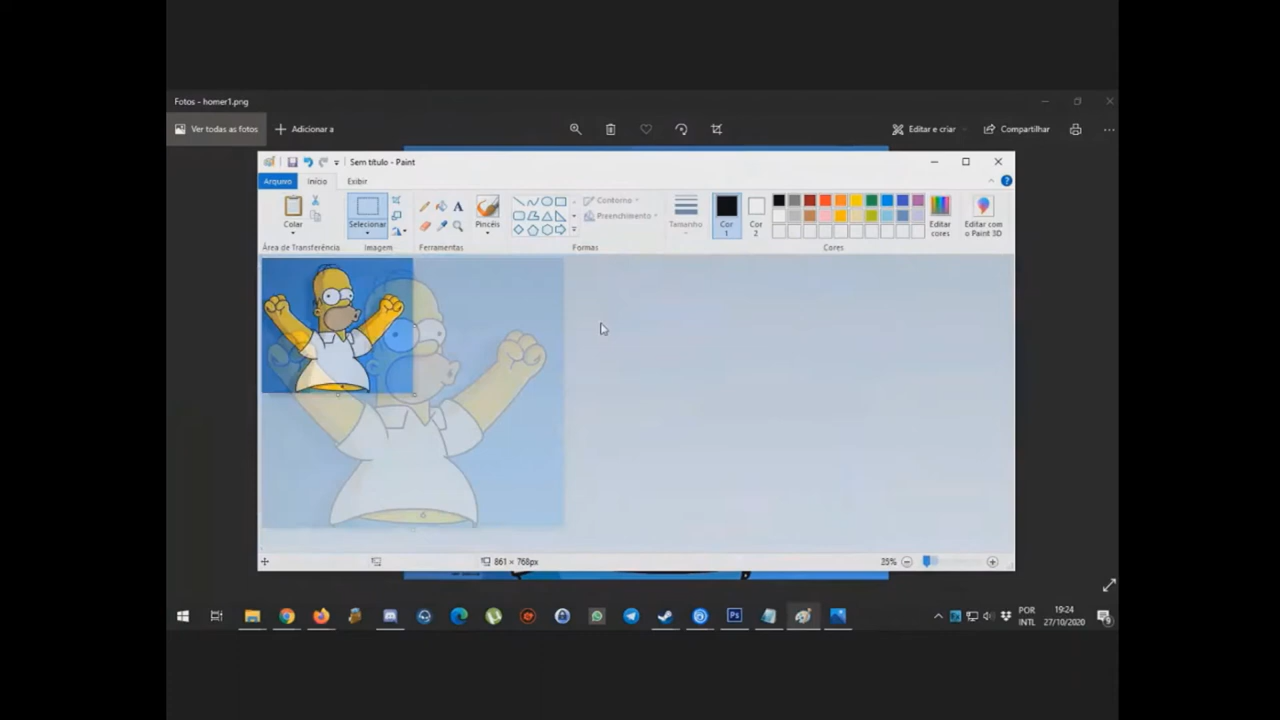 Fotos - homer1.png
Ver todas as fotos
Adicionar a
Editar e criar
Compartilhar
Sem título - Paint
Arquivo
Início
Exibir
Colar
Selecionar
Pincéis
Contorno
Preenchimento
Tamanho
Cor
1
Cor
2
Editar
cores
Editar com
o Paint 3D
Área de Transferência
Imagem
Ferramentas
Formas
Cores
861 × 768px
Ps
POR
INTL
19:24
27/10/2020